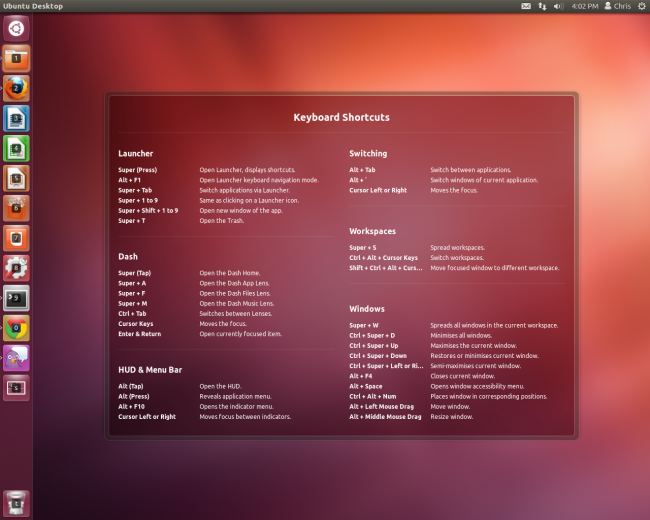 Ubuntu Desktop
4:02 PM
Chris
1
2
3
4
5
6
7
8
9
0
S
T
Keyboard Shortcuts
Launcher
Super (Press) Open Launcher, displays shortcuts.
Alt + F1 Open Launcher keyboard navigation mode.
Super + Tab Switch applications via Launcher.
Super + 1 to 9 Same as clicking on a Launcher icon.
Super + Shift + 1 to 9 Open new window of the app.
Super + T Open the Trash.
Dash
Super (Tap) Open the Dash Home.
Super + A Open the Dash App Lens.
Super + F Open the Dash Files Lens.
Super + M Open the Dash Music Lens.
Ctrl + Tab Switches between Lenses.
Cursor Keys Moves the focus.
Enter & Return Open currently focused item.
HUD & Menu Bar
Alt (Tap) Open the HUD.
Alt (Press) Reveals application menu.
Alt + F10 Opens the indicator menu.
Cursor Left or Right Moves focus between indicators.
Switching
Alt + Tab Switch between applications.
Alt + ` Switch windows of current application.
Cursor Left or Right Moves the focus.
Workspaces
Super + S Spread workspaces.
Ctrl + Alt + Cursor Keys Switch workspaces.
Shift + Ctrl + Alt + Curs... Move focused window to different workspace.
Windows
Super + W Spreads all windows in the current workspace.
Ctrl + Super + D Minimises all windows.
Ctrl + Super + Up Maximises the current window.
Ctrl + Super + Down Restores or minimises current window.
Ctrl + Super + Left or Ri... Semi-maximises current window.
Alt + F4 Closes current window.
Alt + Space Opens window accessibility menu.
Ctrl + Alt + Num Places window in corresponding positions.
Alt + Left Mouse Drag Move window.
Alt + Middle Mouse Drag Resize window.